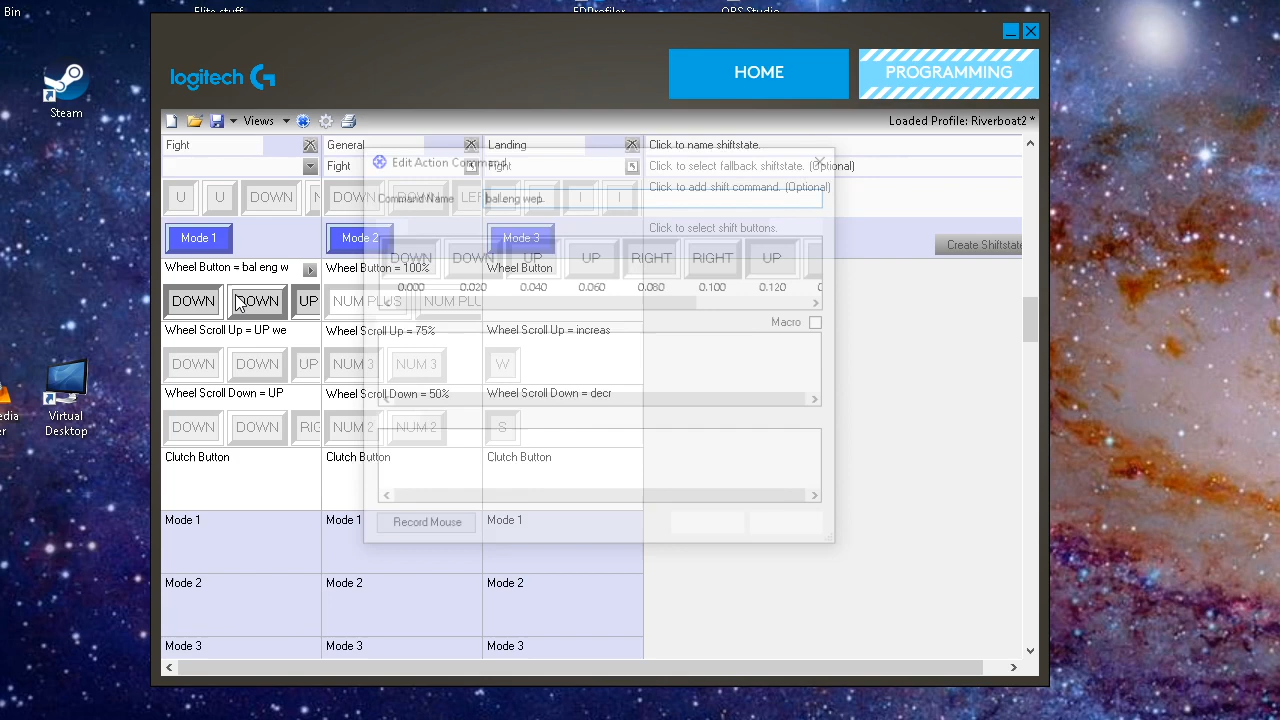 Bin
Elite stuff
EDProfiler
OBS Studio
logitech G
HOME
PROGRAMMING
Steam
Views
Loaded Profile: Riverboat2 *
Fight
General
Landing
Click to name shiftstate.
Edit Action Command
Fight
Fight
Click to select fallback shiftstate. (Optional)
Click to add shift command. (Optional)
U
U
DOWN
DOWN
DOWN
I
I
Command Name
bal.eng wep.
Click to select shift buttons.
Mode 1
Mode 2
Mode 3
Create Shiftstate
DOWN
DOWN
UP
UP
RIGHT
RIGHT
UP
Wheel Button = bal eng w
Wheel Button = 100%
Wheel Button
0.000
0.020
0.040
0.060
0.080
0.100
0.120
DOWN
DOWN
UP
NUM PLUS
NUM PLU
Macro
Wheel Scroll Up = UP we
Wheel Scroll Up = 75%
Wheel Scroll Up = increas
DOWN
DOWN
UP
NUM 3
NUM 3
W
Virtual
Desktop
edia
er
Wheel Scroll Down = UP
Wheel Scroll Down = 50%
Wheel Scroll Down = decr
DOWN
DOWN
RIG
NUM 2
NUM 2
S
Clutch Button
Clutch Button
Clutch Button
Mode 1
Mode 1
Mode 1
Record Mouse
Mode 2
Mode 2
Mode 2
Mode 3
Mode 3
Mode 3